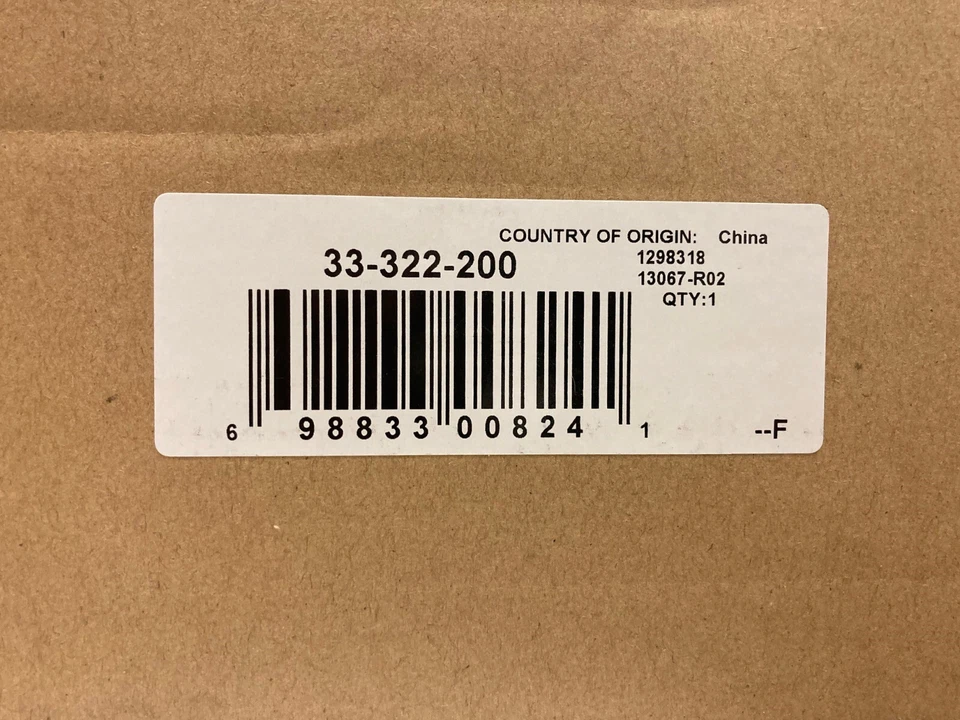 COUNTRY OF ORIGIN: China
33-322-200
1298318
13067-R02
QTY:1
6 98833 00824 1
--F